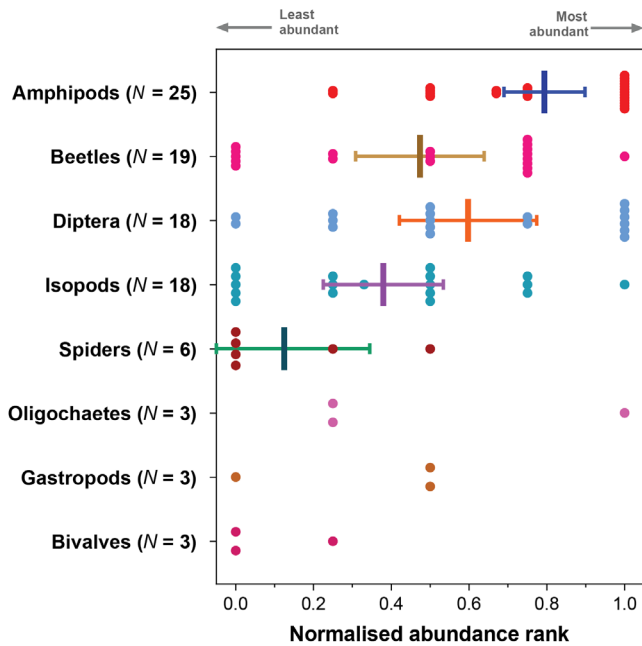 Least
abundant
Most
abundant
Amphipods (N = 25)
Beetles (N = 19)
Diptera (N = 18)
Isopods (N = 18)
Spiders (N = 6)
Oligochaetes (N = 3)
Gastropods (N = 3)
Bivalves (N = 3)
0.0 0.2 0.4 0.6 0.8 1.0
Normalised abundance rank